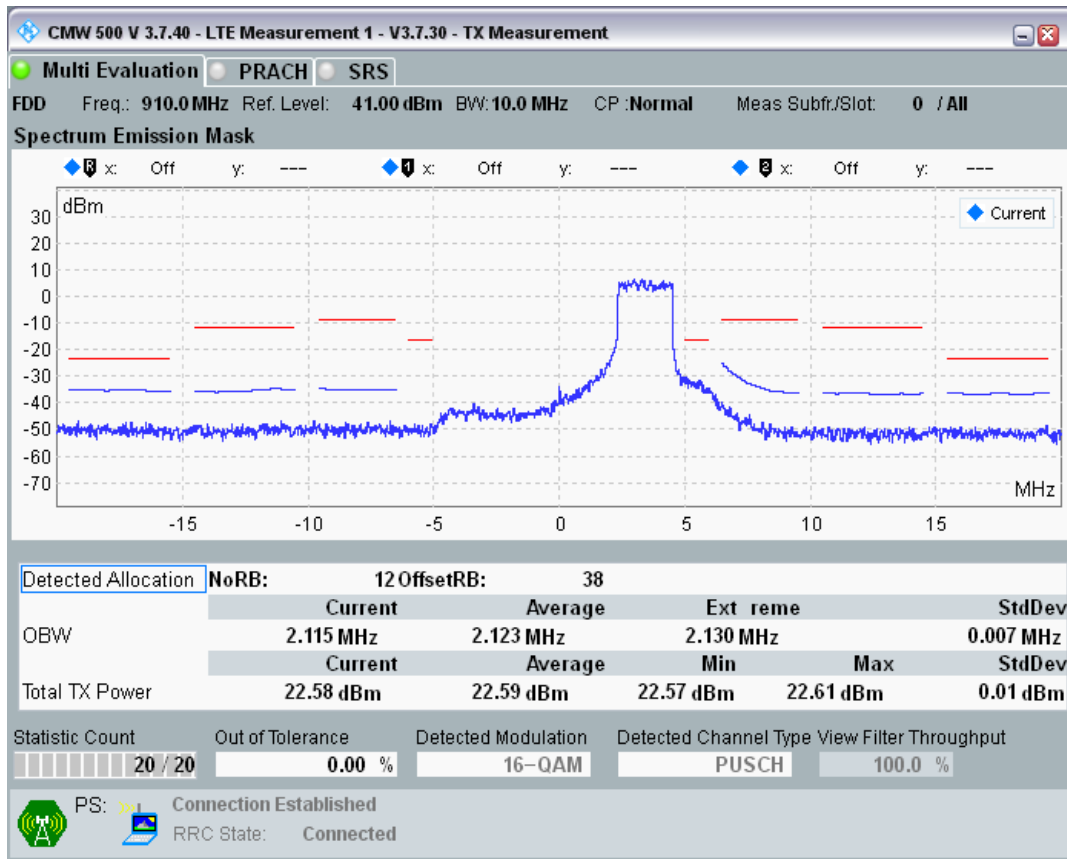 CMW 500 V 3.7.40 - LTE Measurement 1 - V3.7.30 - TX Measurement
Multi Evaluation PRACH SRS
FDD Freq.: 910.0 MHz Ref. Level: 41.00 dBm BW: 10.0 MHz CP : Normal Meas Subfr./Slot: 0 / All
Spectrum Emission Mask
R x: Off y: --- 1 x: Off y: --- 2 x: Off y: ---
dBm
Current
30
20
10
0
-10
-20
-30
-40
-50
-60
-70
MHz
-15 -10 -5 0 5 10 15
Detected Allocation NoRB: 12 OffsetRB: 38
Current Average Ext reme StdDev
OBW 2.115 MHz 2.123 MHz 2.130 MHz 0.007 MHz
Current Average Min Max StdDev
Total TX Power 22.58 dBm 22.59 dBm 22.57 dBm 22.61 dBm 0.01 dBm
Statistic Count Out of Tolerance Detected Modulation Detected Channel Type View Filter Throughput
20 / 20 0.00 % 16-QAM PUSCH 100.0 %
PS: Connection Established
RRC State: Connected